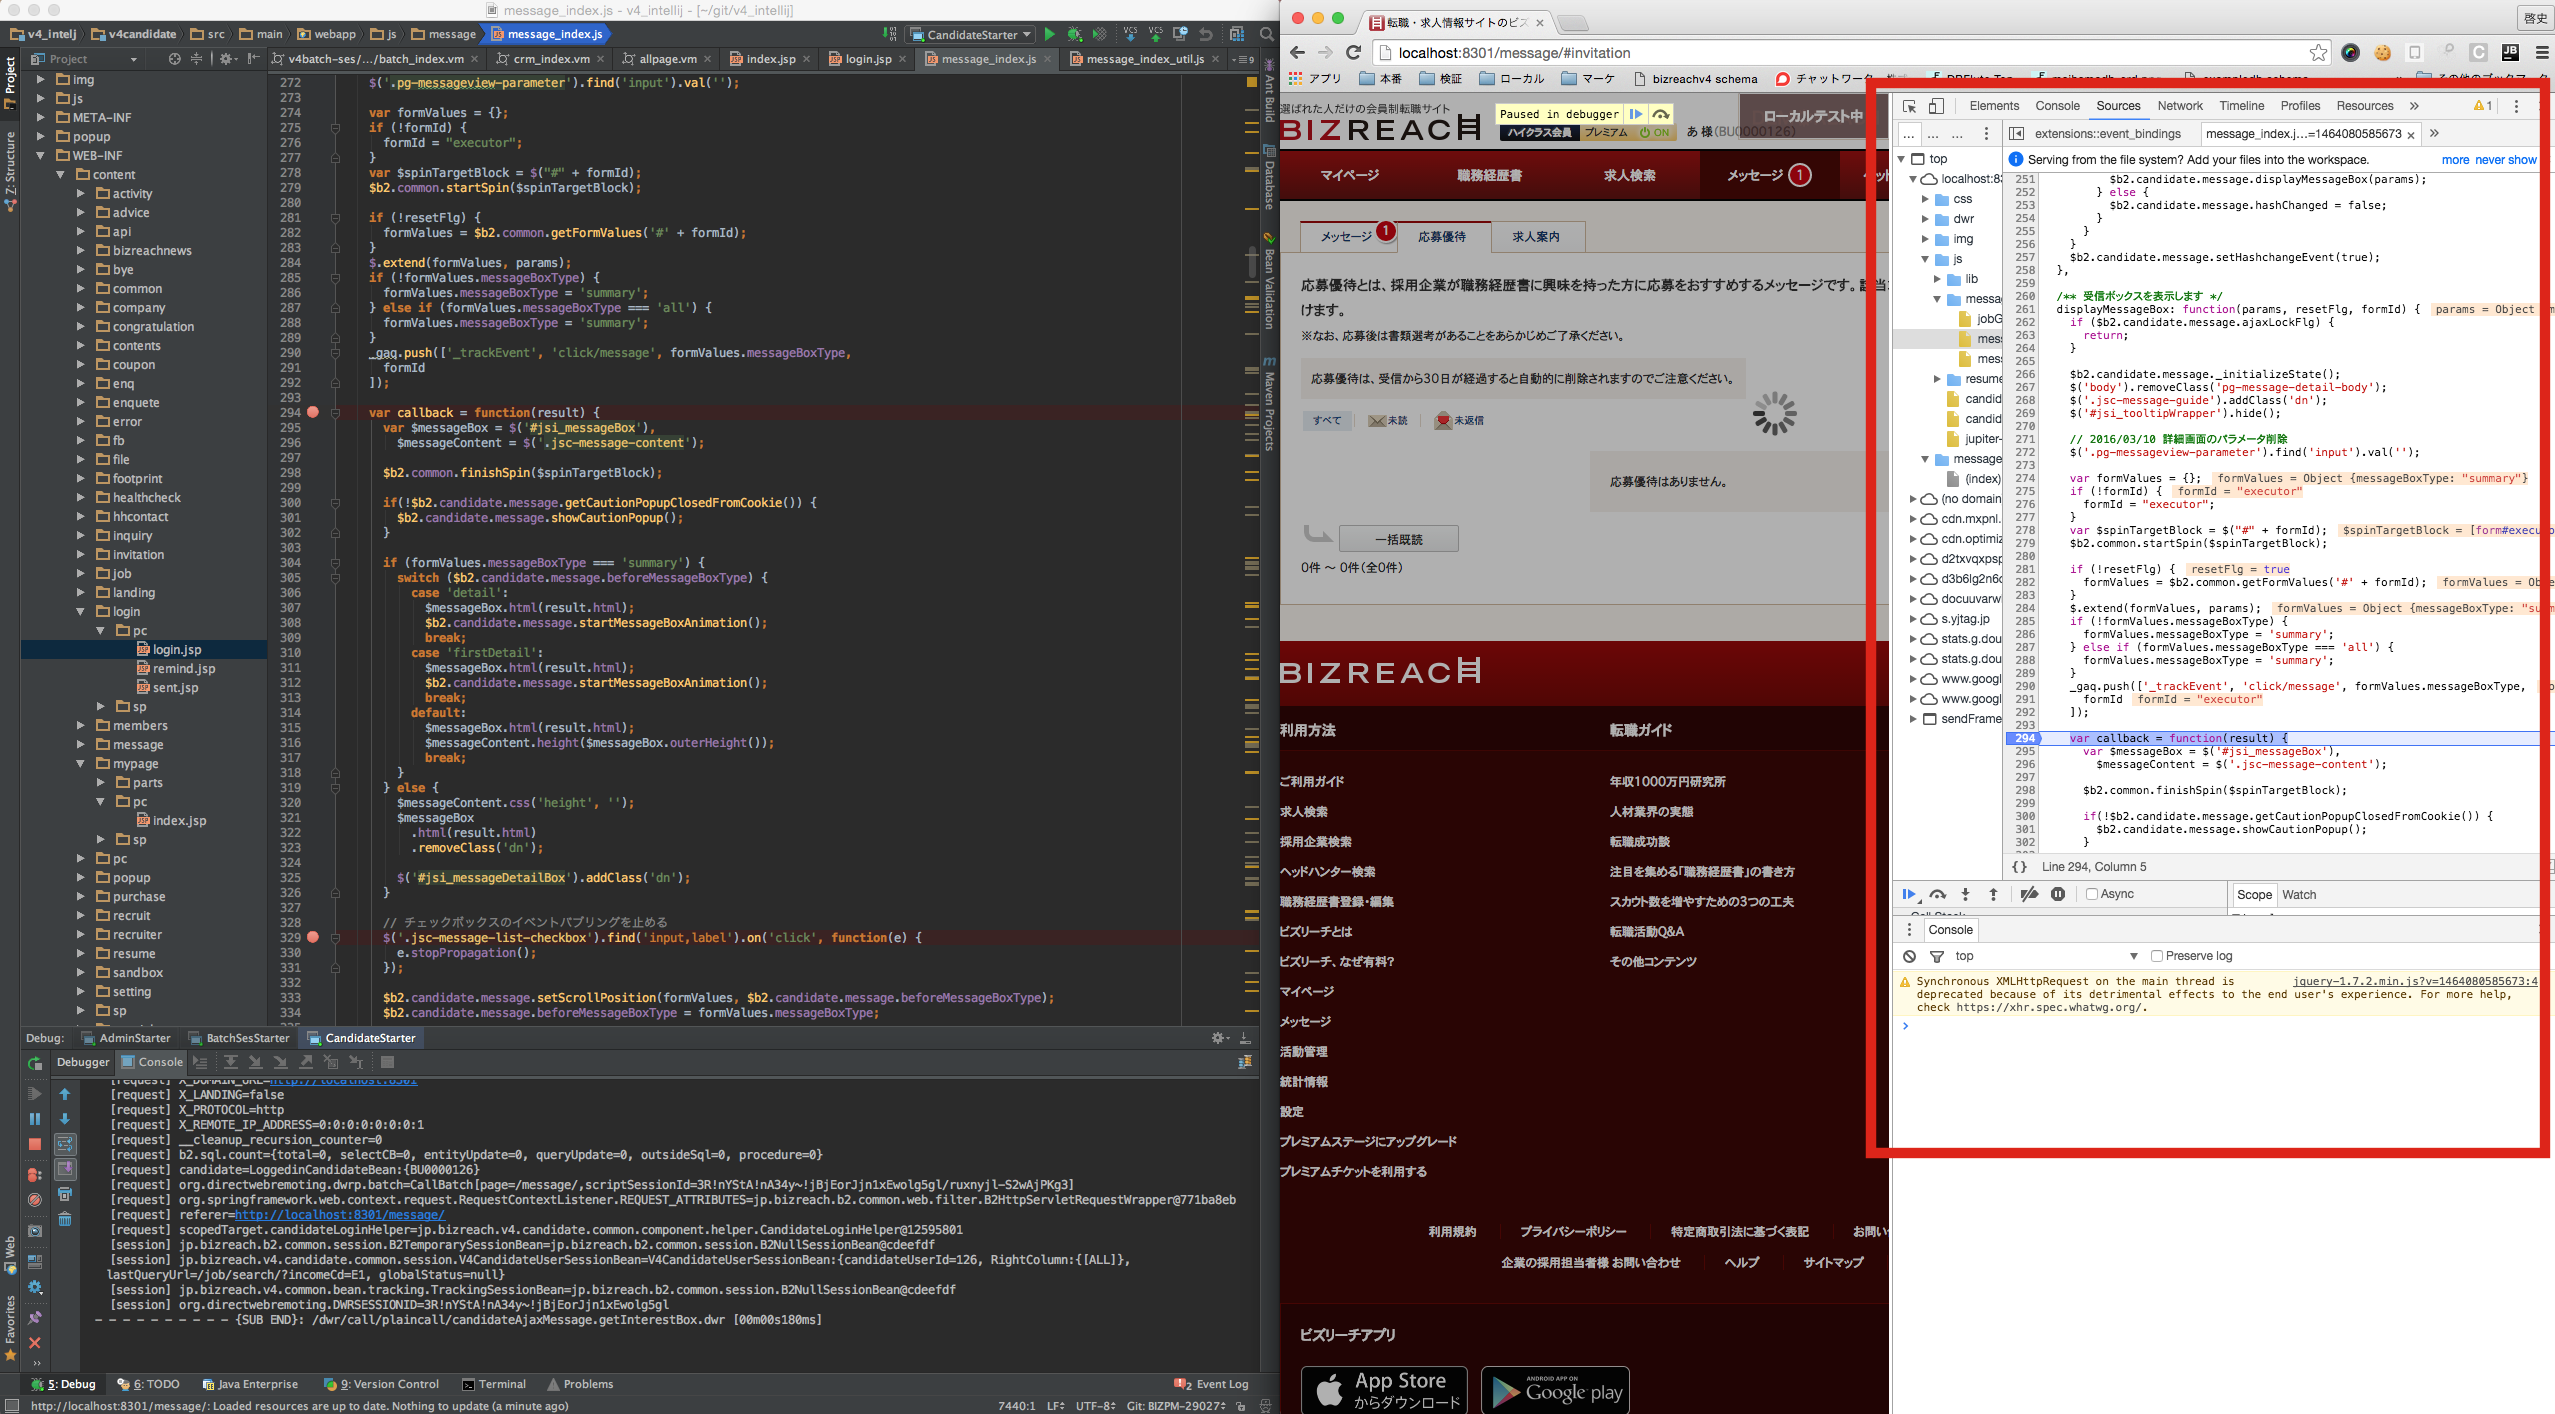 message_index.js - v4_intellij - [~/git/v4_intellij]
v4_intelj v4candidate src main webapp js message message_index.js
CandidateStarter
Project
v4batch-ses/.../batch_index.vm crm_index.vm allpage.vm index.jsp login.jsp message_index.js message_index_util.js
img
js
META-INF
popup
WEB-INF
content
activity
advice
api
bizreachnews
bye
common
company
congratulation
contents
coupon
enq
enquete
error
fb
file
footprint
healthcheck
hhcontact
inquiry
invitation
job
landing
login
pc
login.jsp
remind.jsp
sent.jsp
sp
members
message
mypage
parts
pc
index.jsp
sp
pc
popup
purchase
recruit
recruiter
resume
sandbox
setting
sp
Project
Z: Structure
Web
Favorites
272 $('.pg-messageview-parameter').find('input').val('');
273
274 var formValues = {};
275 if (!formId) {
276 formId = "executor";
277 }
278 var $spinTargetBlock = $("#" + formId);
279 $b2.common.startSpin($spinTargetBlock);
280
281 if (!resetFlg) {
282 formValues = $b2.common.getFormValues('#' + formId);
283 }
284 $.extend(formValues, params);
285 if (!formValues.messageBoxType) {
286 formValues.messageBoxType = 'summary';
287 } else if (formValues.messageBoxType === 'all') {
288 formValues.messageBoxType = 'summary';
289 }
290 _gaq.push(['_trackEvent', 'click/message', formValues.messageBoxType,
291 formId
292 ]);
293
294 var callback = function(result) {
295 var $messageBox = $('#jsi_messageBox'),
296 $messageContent = $('.jsc-message-content');
297
298 $b2.common.finishSpin($spinTargetBlock);
299
300 if(!$b2.candidate.message.getCautionPopupClosedFromCookie()) {
301 $b2.candidate.message.showCautionPopup();
302 }
303
304 if (formValues.messageBoxType === 'summary') {
305 switch ($b2.candidate.message.beforeMessageBoxType) {
306 case 'detail':
307 $messageBox.html(result.html);
308 $b2.candidate.message.startMessageBoxAnimation();
309 break;
310 case 'firstDetail':
311 $messageBox.html(result.html);
312 $b2.candidate.message.startMessageBoxAnimation();
313 break;
314 default:
315 $messageBox.html(result.html);
316 $messageContent.height($messageBox.outerHeight());
317 break;
318 }
319 } else {
320 $messageContent.css('height', '');
321 $messageBox
322 .html(result.html)
323 .removeClass('dn');
324
325 $('#jsi_messageDetailBox').addClass('dn');
326 }
327
328 // チェックボックスのイベントバブリングを止める
329 $('.jsc-message-list-checkbox').find('input,label').on('click', function(e) {
330 e.stopPropagation();
331 });
332
333 $b2.candidate.message.setScrollPosition(formValues, $b2.candidate.message.beforeMessageBoxType);
334 $b2.candidate.message.beforeMessageBoxType = formValues.messageBoxType;
Ant Build
Database
Bean Validation
Maven Projects
Debug: AdminStarter BatchSesStarter CandidateStarter
Debugger Console
[request] X_DOMAIN_URL=http://localhost:8301
[request] X_LANDING=false
[request] X_PROTOCOL=http
[request] X_REMOTE_IP_ADDRESS=0:0:0:0:0:0:0:1
[request] __cleanup_recursion_counter=0
[request] b2.sql.count={total=0, selectCB=0, entityUpdate=0, queryUpdate=0, outsideSql=0, procedure=0}
[request] candidate=LoggedinCandidateBean:{BU0000126}
[request] org.directwebremoting.dwrp.batch=CallBatch[page=/message/,scriptSessionId=3R!nYStA!nA34y~!jBjEorJjn1xEwolg5gl/ruxnyjl-S2wAjPKg3]
[request] org.springframework.web.context.request.RequestContextListener.REQUEST_ATTRIBUTES=jp.bizreach.b2.common.web.filter.B2HttpServletRequestWrapper@771ba8eb
[request] referer=http://localhost:8301/message/
[request] scopedTarget.candidateLoginHelper=jp.bizreach.v4.candidate.common.component.helper.CandidateLoginHelper@12595801
[session] jp.bizreach.b2.common.session.B2TemporarySessionBean=jp.bizreach.b2.common.session.B2NullSessionBean@cdeefdf
[session] jp.bizreach.v4.candidate.common.session.V4CandidateUserSessionBean=V4CandidateUserSessionBean:{candidateUserId=126, RightColumn:{[ALL]},
lastQueryUrl=/job/search/?incomeCd=E1, globalStatus=null}
[session] jp.bizreach.v4.common.bean.tracking.TrackingSessionBean=jp.bizreach.b2.common.session.B2NullSessionBean@cdeefdf
[session] org.directwebremoting.DWRSESSIONID=3R!nYStA!nA34y~!jBjEorJjn1xEwolg5gl
- - - - - - - - - - {SUB END}: /dwr/call/plaincall/candidateAjaxMessage.getInterestBox.dwr [00m00s180ms]
5: Debug 6: TODO Java Enterprise 9: Version Control Terminal Problems 2 Event Log
http://localhost:8301/message/: Loaded resources are up to date. Nothing to update (a minute ago) 7440:1 LF UTF-8 Git: BIZPM-29027
転職・求人情報サイトのビズ
啓史
localhost:8301/message/#invitation
アプリ 本番 検証 ローカル マーケ bizreachv4 schema チャットワーク
選ばれた人だけの会員制転職サイト
BIZREACH
Paused in debugger
ハイクラス会員 プレミアム ON あ 様(BU0000126)
ローカルテスト中
マイページ 職務経歴書 求人検索 メッセージ 1
メッセージ 1 応募優待 求人案内
応募優待とは、採用企業が職務経歴書に興味を持った方に応募をおすすめするメッセージです。該当
けます。
※なお、応募後は書類選考があることをあらかじめご了承ください。
応募優待は、受信から30日が経過すると自動的に削除されますのでご注意ください。
すべて 未読 未返信
応募優待はありません。
一括既読
0件 ～ 0件(全0件)
BIZREACH
利用方法 転職ガイド
ご利用ガイド 年収1000万円研究所
求人検索 人材業界の実態
採用企業検索 転職成功談
ヘッドハンター検索 注目を集める「職務経歴書」の書き方
職務経歴書登録・編集 スカウト数を増やすための3つの工夫
ビズリーチとは 転職活動Q&A
ビズリーチ、なぜ有料? その他コンテンツ
マイページ
メッセージ
活動管理
統計情報
設定
プレミアムステージにアップグレード
プレミアムチケットを利用する
利用規約 プライバシーポリシー 特定商取引法に基づく表記 お問い
企業の採用担当者様 お問い合わせ ヘルプ サイトマップ
ビズリーチアプリ
App Store
からダウンロード
ANDROID APP ON
Google play
Elements Console Sources Network Timeline Profiles Resources » 1
extensions::event_bindings message_index.j...=1464080585673
Serving from the file system? Add your files into the workspace. more never show
top
localhost:8
css
dwr
img
js
lib
messa
jobG
mes
mes
resume
candid
candid
jupiter-
message
(index)
(no domain
cdn.mxpnl.
cdn.optimiz
d2txvqxpsp
d3b6lg2n6
docuuvarw
s.yjtag.jp
stats.g.dou
stats.g.dou
www.googl
www.googl
sendFrame
251 $b2.candidate.message.displayMessageBox(params);
252 } else {
253 $b2.candidate.message.hashChanged = false;
254 }
255 }
256 }
257 $b2.candidate.message.setHashchangeEvent(true);
258 },
259
260 /** 受信ボックスを表示します */
261 displayMessageBox: function(params, resetFlg, formId) { params = Object
262 if ($b2.candidate.message.ajaxLockFlg) {
263 return;
264 }
265
266 $b2.candidate.message._initializeState();
267 $('body').removeClass('pg-message-detail-body');
268 $('.jsc-message-guide').addClass('dn');
269 $('#jsi_tooltipWrapper').hide();
270
271 // 2016/03/10 詳細画面のパラメータ削除
272 $('.pg-messageview-parameter').find('input').val('');
273
274 var formValues = {}; formValues = Object {messageBoxType: "summary"}
275 if (!formId) { formId = "executor"
276 formId = "executor";
277 }
278 var $spinTargetBlock = $("#" + formId); $spinTargetBlock = [form#execu
279 $b2.common.startSpin($spinTargetBlock);
280
281 if (!resetFlg) { resetFlg = true
282 formValues = $b2.common.getFormValues('#' + formId); formValues = Ob
283 }
284 $.extend(formValues, params); formValues = Object {messageBoxType: "su
285 if (!formValues.messageBoxType) {
286 formValues.messageBoxType = 'summary';
287 } else if (formValues.messageBoxType === 'all') {
288 formValues.messageBoxType = 'summary';
289 }
290 _gaq.push(['_trackEvent', 'click/message', formValues.messageBoxType,
291 formId formId = "executor"
292 ]);
293
294 var callback = function(result) {
295 var $messageBox = $('#jsi_messageBox'),
296 $messageContent = $('.jsc-message-content');
297
298 $b2.common.finishSpin($spinTargetBlock);
299
300 if(!$b2.candidate.message.getCautionPopupClosedFromCookie()) {
301 $b2.candidate.message.showCautionPopup();
302 }
{} Line 294, Column 5
Async
Scope Watch
Console
top Preserve log
Synchronous XMLHttpRequest on the main thread is jquery-1.7.2.min.js?v=1464080585673:4
deprecated because of its detrimental effects to the end user's experience. For more help,
check https://xhr.spec.whatwg.org/.